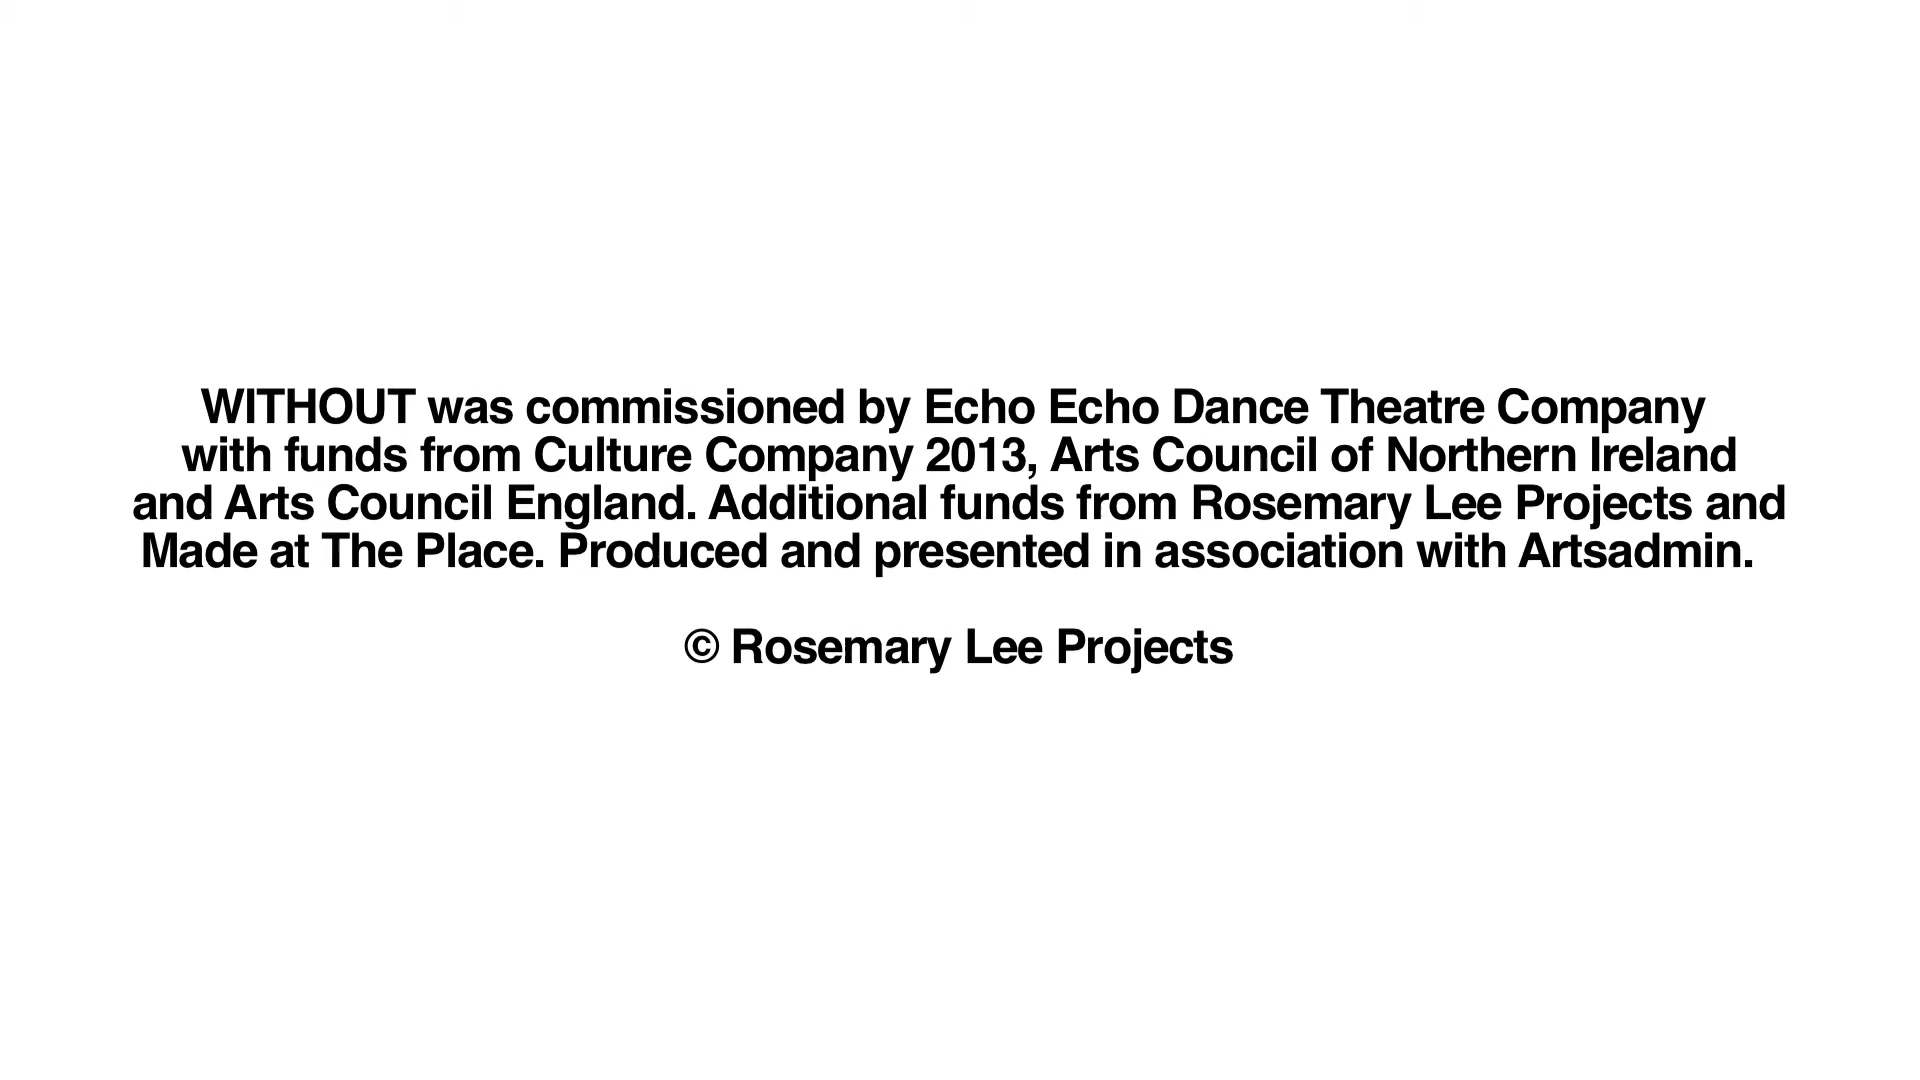 WITHOUT was commissioned by Echo Echo Dance Theatre Company
with funds from Culture Company 2013, Arts Council of Northern Ireland
and Arts Council England. Additional funds from Rosemary Lee Projects and
Made at The Place. Produced and presented in association with Artsadmin.
© Rosemary Lee Projects